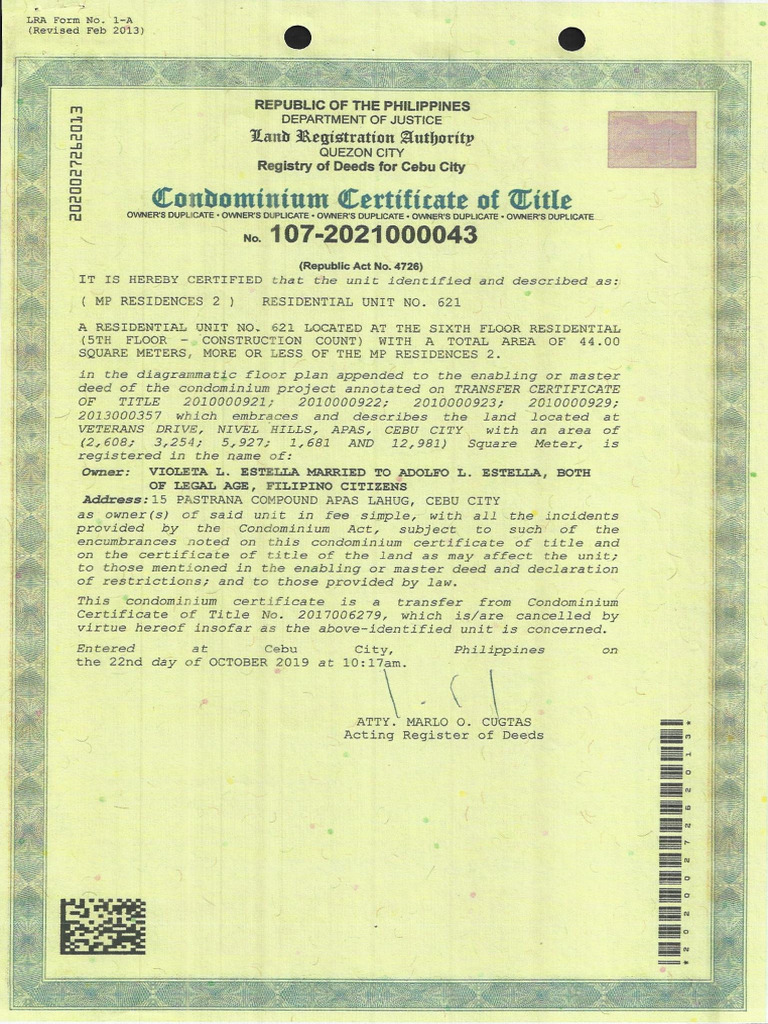 LRA Form No. 1-A
(Revised Feb 2013)
2020027262013
REPUBLIC OF THE PHILIPPINES
DEPARTMENT OF JUSTICE
Land Registration Authority
QUEZON CITY
Registry of Deeds for Cebu City
Condominium Certificate of Title
OWNER'S DUPLICATE • OWNER'S DUPLICATE • OWNER'S DUPLICATE • OWNER'S DUPLICATE • OWNER'S DUPLICATE
No. 107-2021000043
(Republic Act No. 4726)
IT IS HEREBY CERTIFIED that the unit identified and described as:
( MP RESIDENCES 2 ) RESIDENTIAL UNIT NO. 621
A RESIDENTIAL UNIT NO. 621 LOCATED AT THE SIXTH FLOOR RESIDENTIAL
(5TH FLOOR – CONSTRUCTION COUNT) WITH A TOTAL AREA OF 44.00
SQUARE METERS, MORE OR LESS OF THE MP RESIDENCES 2.
in the diagrammatic floor plan appended to the enabling or master
deed of the condominium project annotated on TRANSFER CERTIFICATE
OF TITLE 2010000921; 2010000922; 2010000923; 2010000929;
2013000357 which embraces and describes the land located at
VETERANS DRIVE, NIVEL HILLS, APAS, CEBU CITY with an area of
(2,608; 3,254; 5,927; 1,681 AND 12,981) Square Meter, is
registered in the name of:
Owner: VIOLETA L. ESTELLA MARRIED TO ADOLFO L. ESTELLA, BOTH
OF LEGAL AGE, FILIPINO CITIZENS
Address: 15 PASTRANA COMPOUND APAS LAHUG, CEBU CITY
as owner(s) of said unit in fee simple, with all the incidents
provided by the Condominium Act, subject to such of the
encumbrances noted on this condominium certificate of title and
on the certificate of title of the land as may affect the unit;
to those mentioned in the enabling or master deed and declaration
of restrictions; and to those provided by law.
This condominium certificate is a transfer from Condominium
Certificate of Title No. 2017006279, which is/are cancelled by
virtue hereof insofar as the above-identified unit is concerned.
Entered at Cebu City, Philippines on
the 22nd day of OCTOBER 2019 at 10:17am.
ATTY. MARLO O. CUGTAS
Acting Register of Deeds
*2020027262013*